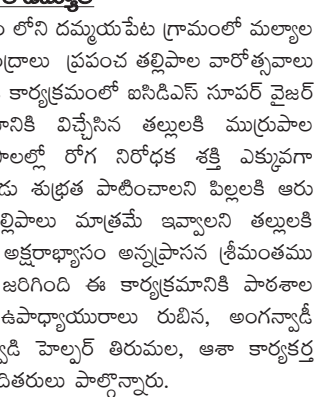 ం లోని దమ్మయపేట గ్రామంలో మల్యాల
ంద్రాలు ప్రపంచ తల్లిపాల వారోత్సవాలు
కార్యక్రమంలో ఐసిడిఎస్ సూపర్ వైజర్
ానికి విచ్చేసిన తల్లులకి ముర్రుపాల
పాలల్లో రోగ నిరోధక శక్తి ఎక్కువగా
డు శుభ్రత పాటించాలని పిల్లలకి ఆరు
ల్లిపాలు మాత్రమే ఇవ్వాలని తల్లులకి
అక్షరాభ్యాసం అన్నప్రాసన శ్రీమంతము
జరిగింది ఈ కార్యక్రమానికి పాఠశాల
ఉపాధ్యాయురాలు రుబిన, అంగన్వాడీ
్వాడి హెల్పర్ తిరుమల, ఆశా కార్యకర్త
దితరులు పాల్గొన్నారు.